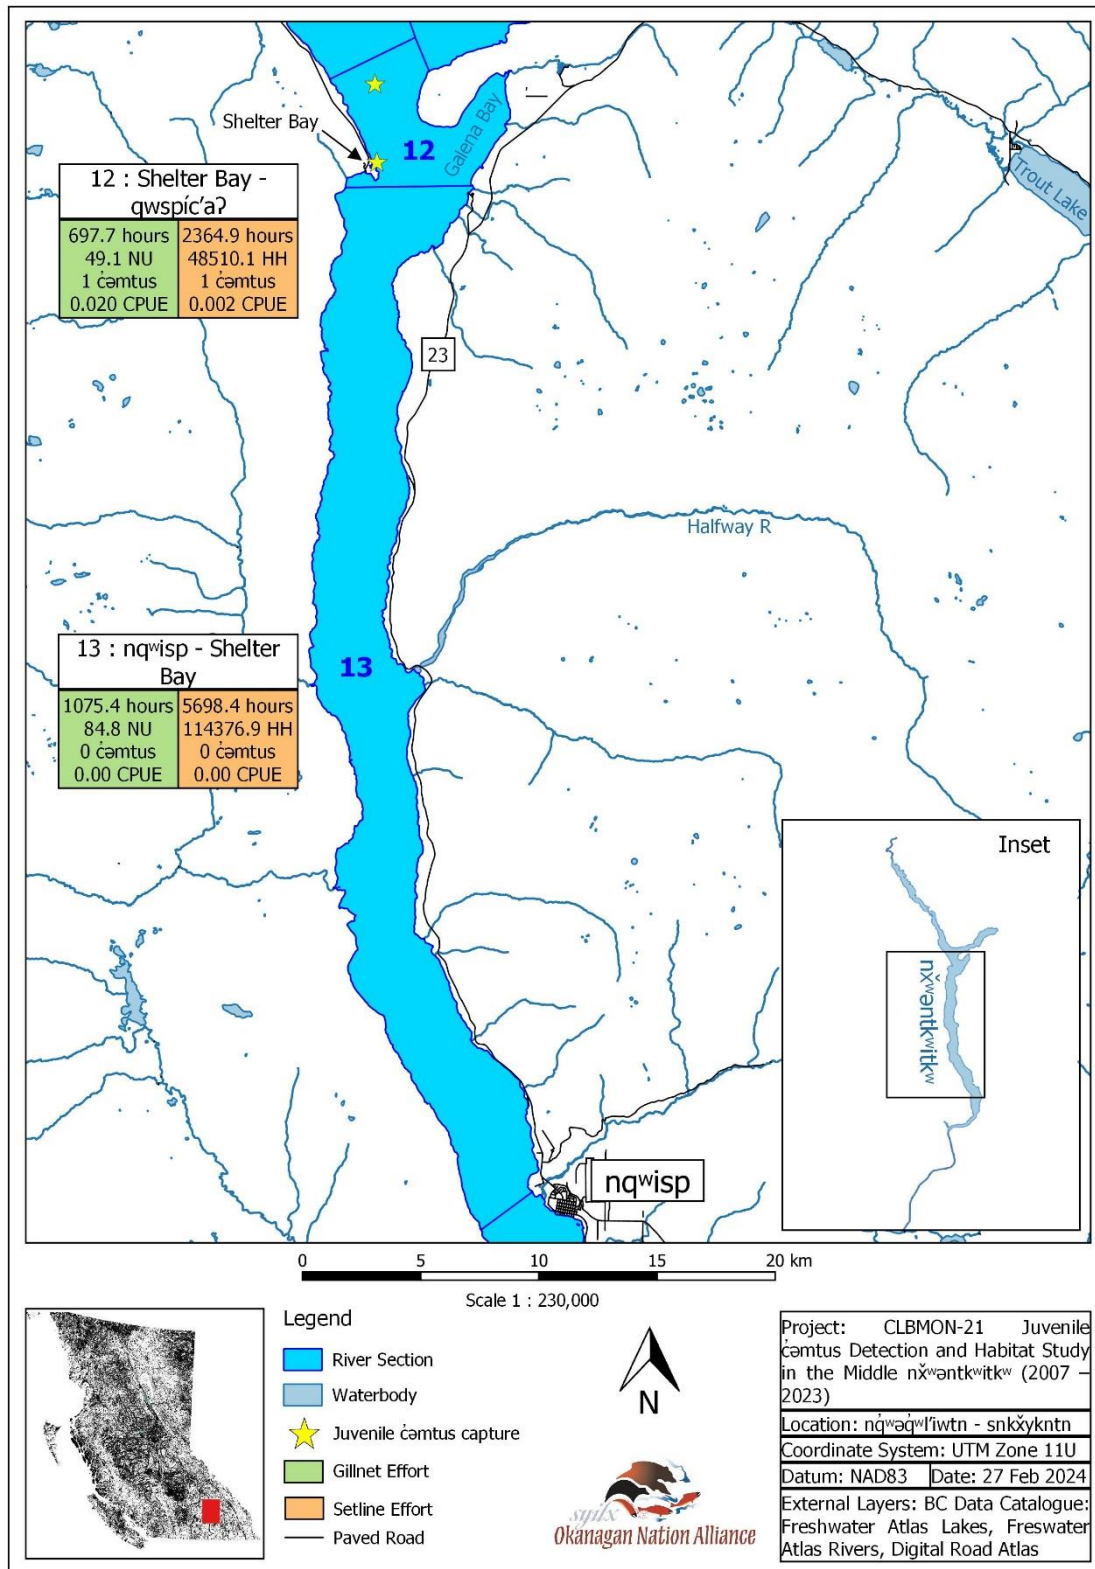 Shelter Bay
12
Galena Bay
Trout Lake
12 : Shelter Bay -
qwspíc'aʔ
697.7 hours
49.1 NU
1 c̓əmtus
0.020 CPUE
2364.9 hours
48510.1 HH
1 c̓əmtus
0.002 CPUE
23
Halfway R
13 : nqʷisp - Shelter
Bay
1075.4 hours
84.8 NU
0 c̓əmtus
0.00 CPUE
5698.4 hours
114376.9 HH
0 c̓əmtus
0.00 CPUE
13
Inset
nx̌ʷəntkʷitkʷ
nqʷisp
0 5 10 15 20 km
Scale 1 : 230,000
Legend
River Section
Waterbody
Juvenile c̓əmtus capture
Gillnet Effort
Setline Effort
Paved Road
N
syilx
Okanagan Nation Alliance
Project: CLBMON-21 Juvenile
c̓əmtus Detection and Habitat Study
in the Middle nx̌ʷəntkʷitkʷ (2007 –
2023)
Location: nq̓ʷəq̓ʷl'iwtn - snkx̌ykntn
Coordinate System: UTM Zone 11U
Datum: NAD83 Date: 27 Feb 2024
External Layers: BC Data Catalogue:
Freshwater Atlas Lakes, Freswater
Atlas Rivers, Digital Road Atlas